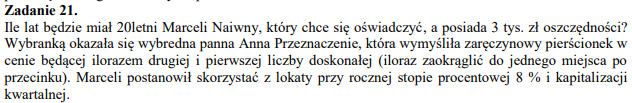 Zadanie 21.
Ile lat będzie miał 20letni Marceli Naiwny, który chce się oświadczyć, a posiada 3 tys. zł oszczędności?
Wybranką okazała się wybredna panna Anna Przeznaczenie, która wymyśliła zaręczynowy pierścionek w
cenie będącej ilorazem drugiej i pierwszej liczby doskonałej (iloraz zaokrąglić do jednego miejsca po
przecinku). Marceli postanowił skorzystać z lokaty przy rocznej stopie procentowej 8 % i kapitalizacji
kwartalnej.